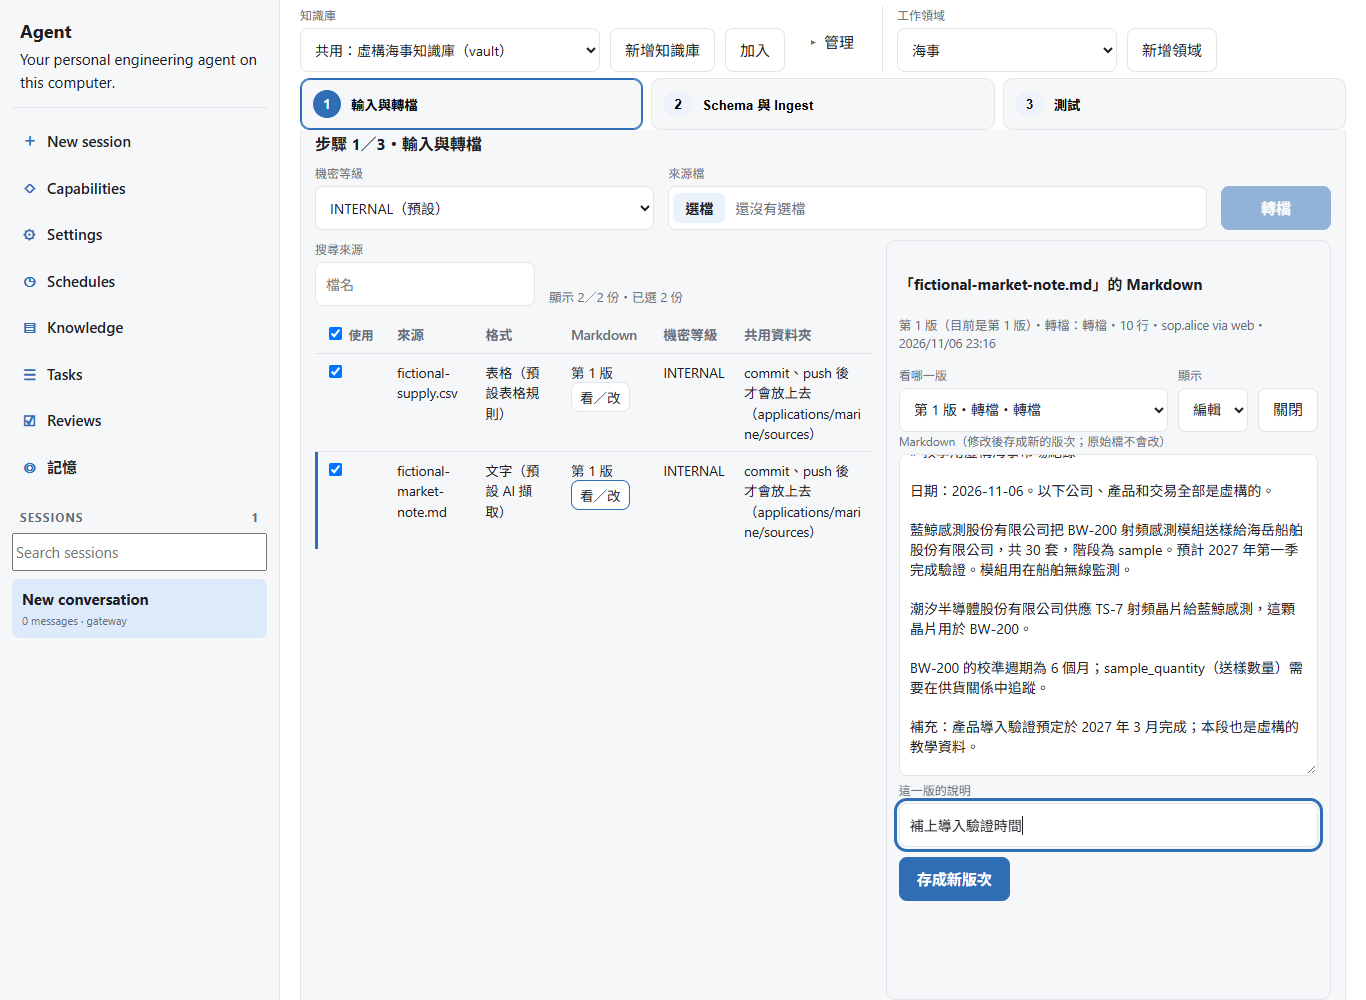 Agent
Your personal engineering agent on
this computer.
New session
Capabilities
Settings
Schedules
Knowledge
Tasks
Reviews
記憶
SESSIONS 1
Search sessions
New conversation
0 messages · gateway
知識庫
共用：虛構海事知識庫（vault）
新增知識庫
加入
管理
工作領域
海事
新增領域
1 輸入與轉檔
2 Schema 與 Ingest
3 測試
步驟 1／3・輸入與轉檔
機密等級
INTERNAL（預設）
來源檔
選檔 還沒有選檔
轉檔
搜尋來源
檔名
顯示 2／2 份・已選 2 份
使用 來源 格式 Markdown 機密等級 共用資料夾
fictional-
supply.csv
表格（預
設表格規
則）
第 1 版
看／改
INTERNAL
commit、push 後
才會放上去
（applications/mari
ne/sources）
fictional-
market-
note.md
文字（預
設 AI 擷
取）
第 1 版
看／改
INTERNAL
commit、push 後
才會放上去
（applications/mari
ne/sources）
「fictional-market-note.md」的 Markdown
第 1 版（目前是第 1 版）・轉檔：轉檔・10 行・sop.alice via web・
2026/11/06 23:16
看哪一版
第 1 版・轉檔・轉檔
顯示
編輯
關閉
Markdown（修改後存成新的版次；原始檔不會改）
日期：2026-11-06。以下公司、產品和交易全部是虛構的。
藍鯨感測股份有限公司把 BW-200 射頻感測模組送樣給海岳船舶
股份有限公司，共 30 套，階段為 sample。預計 2027 年第一季
完成驗證。模組用在船舶無線監測。
潮汐半導體股份有限公司供應 TS-7 射頻晶片給藍鯨感測，這顆
晶片用於 BW-200。
BW-200 的校準週期為 6 個月；sample_quantity（送樣數量）需
要在供貨關係中追蹤。
補充：產品導入驗證預定於 2027 年 3 月完成；本段也是虛構的
教學資料。
這一版的說明
補上導入驗證時間
存成新版次